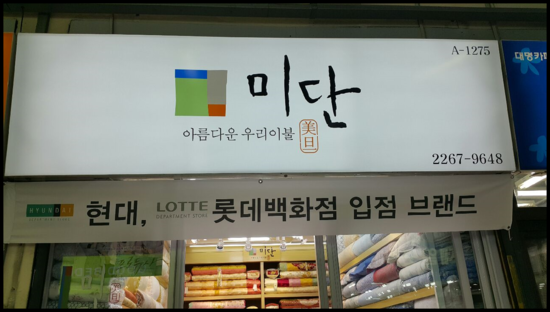 A-1275
미단
아름다운 우리이불
美旦
2267-9648
HYUNDAI 현대, LOTTE DEPARTMENT STORE 롯데백화점 입점 브랜드
미단